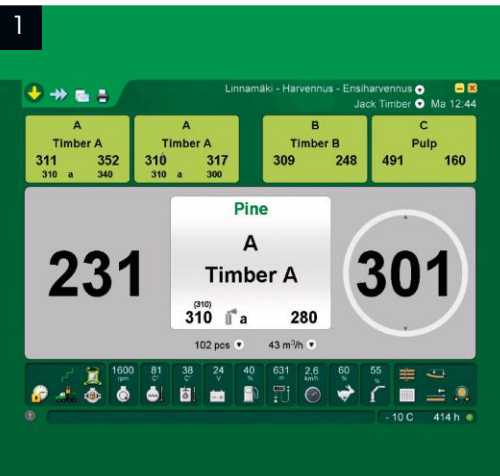 1
Linnamäki - Harvennus - Ensiharvennus
Jack Timber Ma 12:44
A
Timber A
311 352
310 a 340
A
Timber A
310 317
310 a 300
B
Timber B
309 248
C
Pulp
491 160
231
Pine
A
Timber A
(310)
310 a 280
301
102 pcs 43 m³/h
1600 81 38 24 40 631 2,6 60 55
rpm C° C° V % m km/h % %
- 10 C 414 h